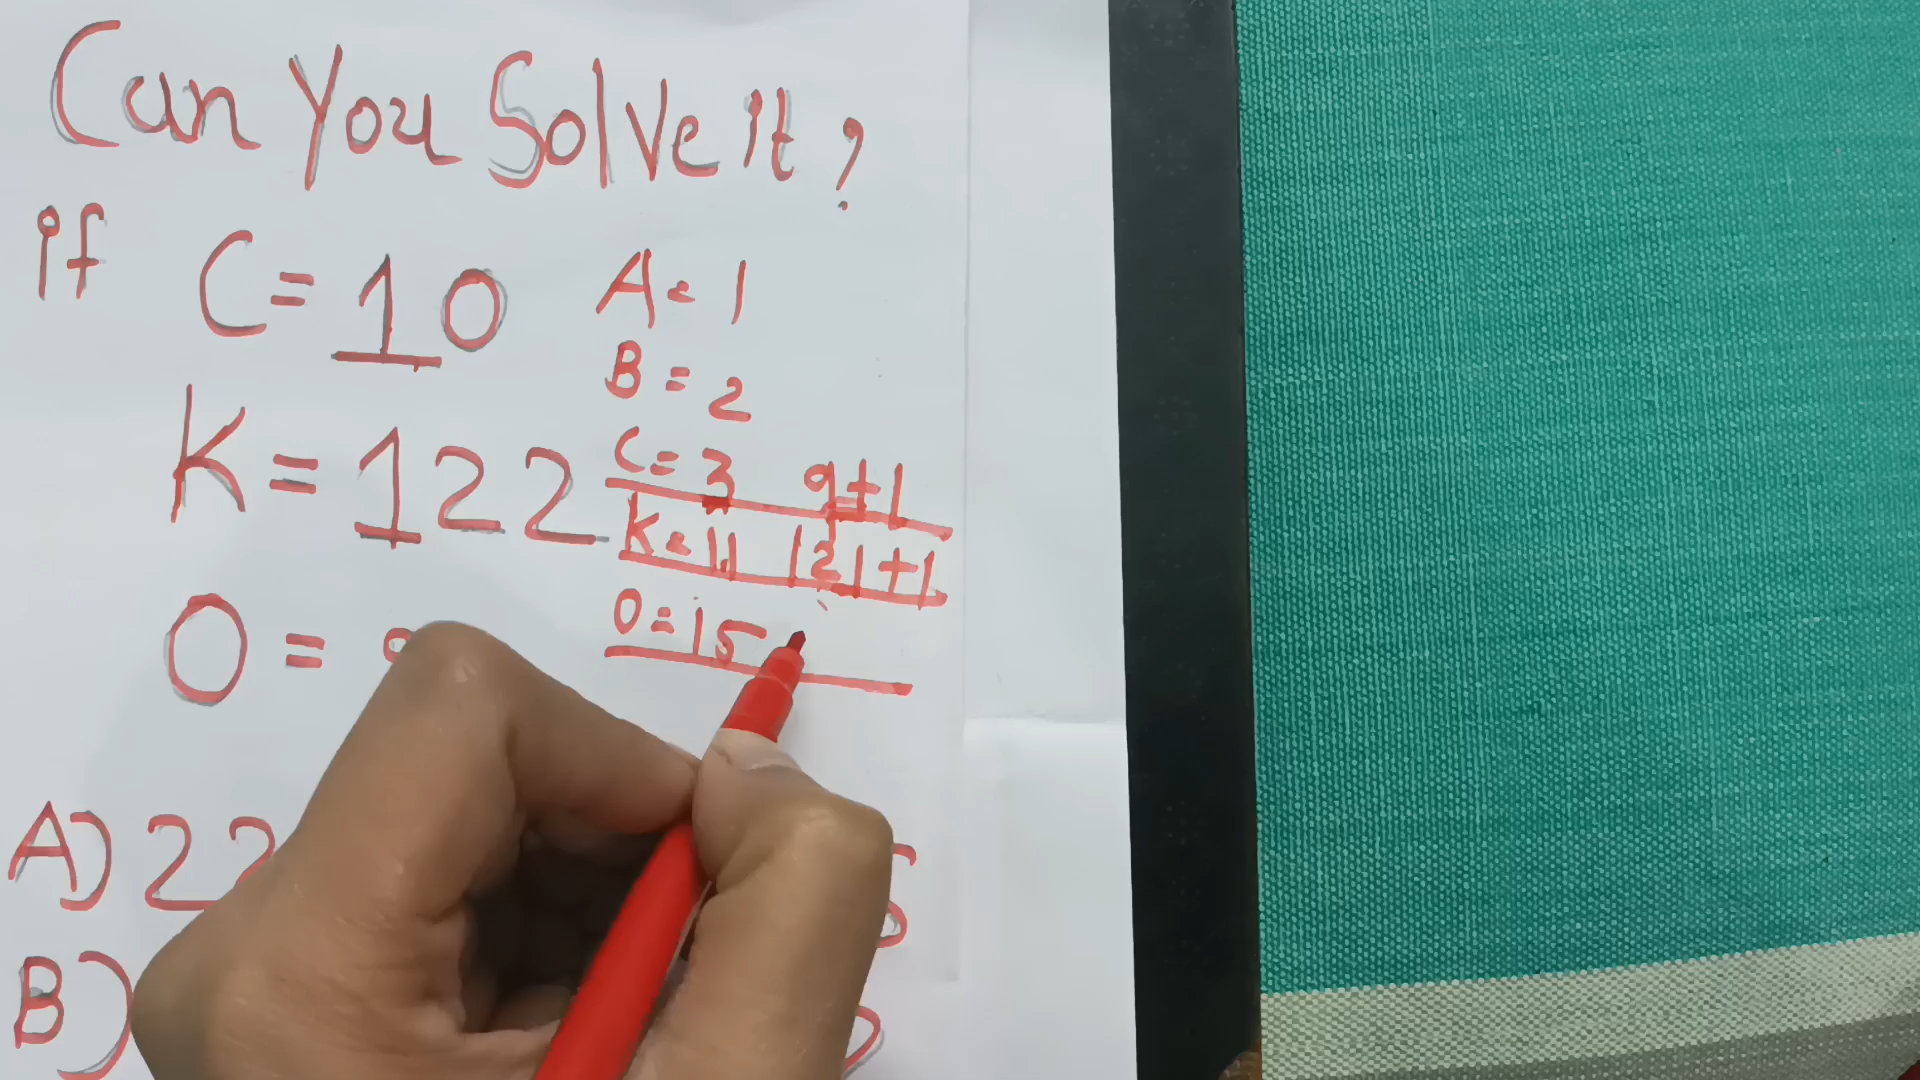 Can You Solve it?
if C = 10
A = 1
B = 2
K = 122
C = 3 9+1
K = 11 121+1
O =
O = 15
A) 22
B)